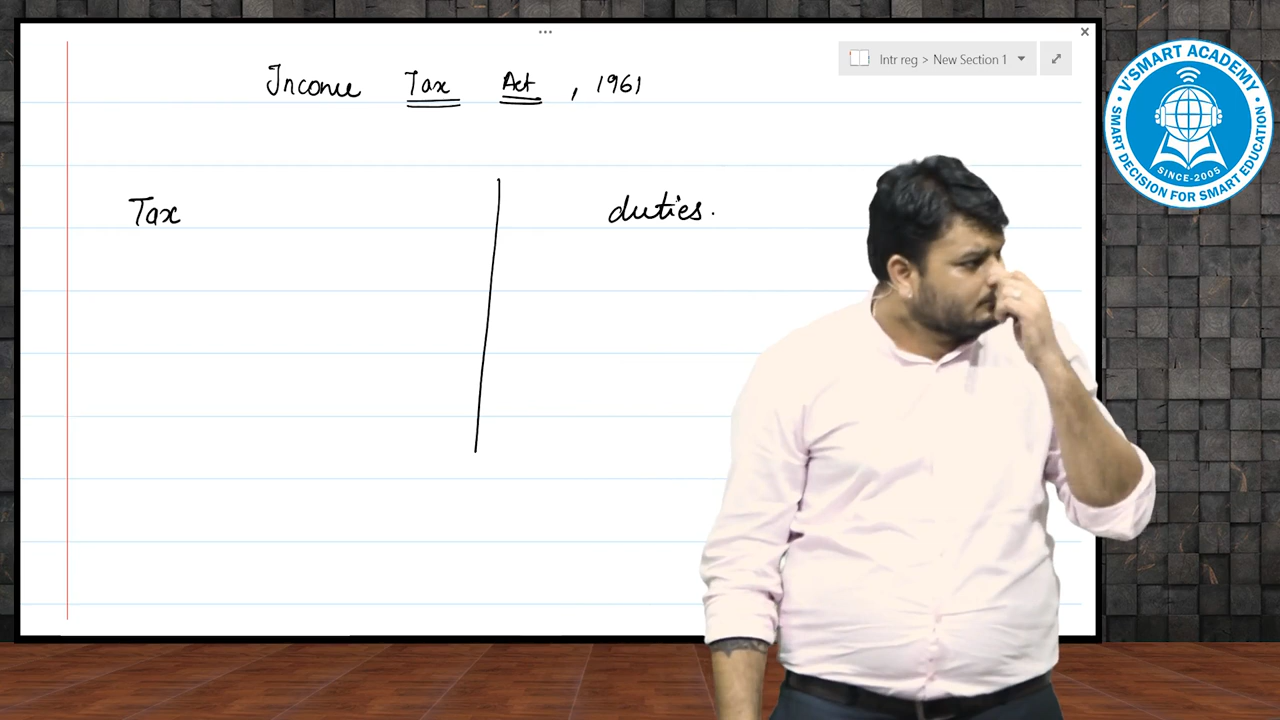 Income Tax Act, 1961
Intr reg > New Section 1
Tax
duties.
V'SMART ACADEMY
SINCE-2005
SMART DECISION FOR SMART EDUCATION